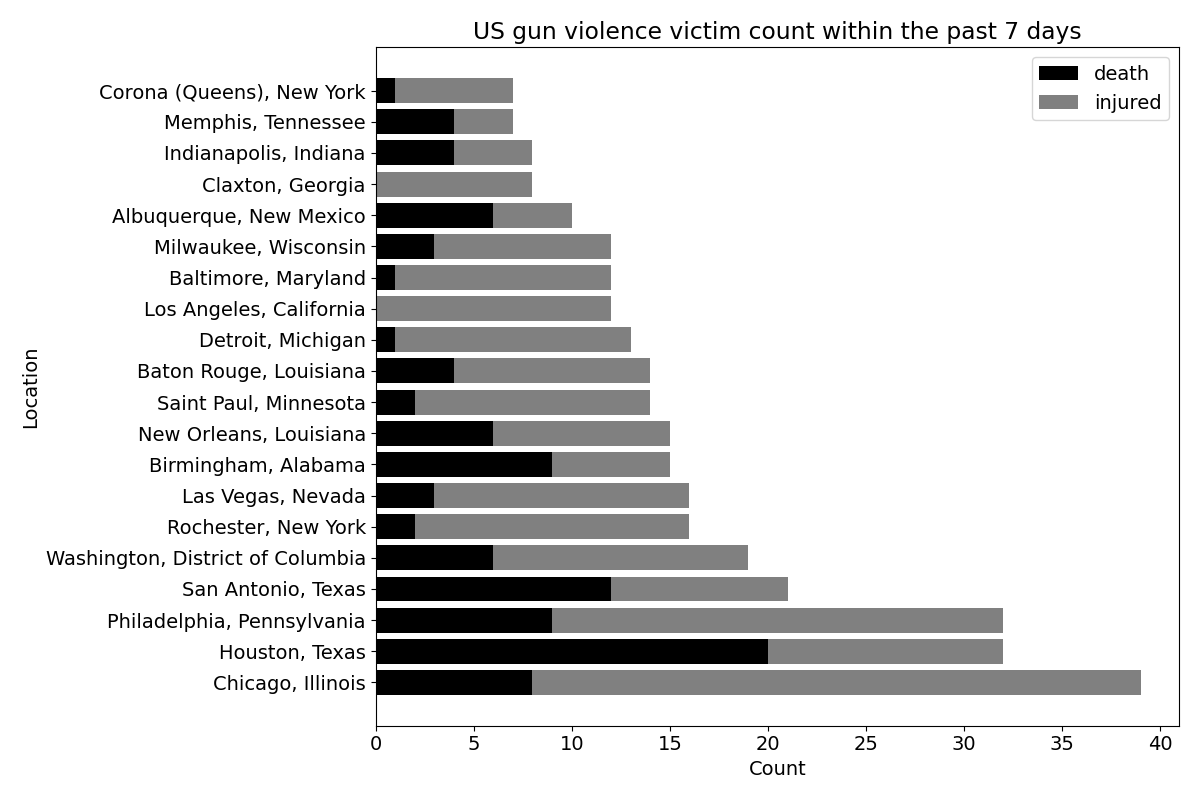 US gun violence victim count within the past 7 days
death
injured
Corona (Queens), New York
Memphis, Tennessee
Indianapolis, Indiana
Claxton, Georgia
Albuquerque, New Mexico
Milwaukee, Wisconsin
Baltimore, Maryland
Los Angeles, California
Detroit, Michigan
Baton Rouge, Louisiana
Saint Paul, Minnesota
New Orleans, Louisiana
Birmingham, Alabama
Las Vegas, Nevada
Rochester, New York
Washington, District of Columbia
San Antonio, Texas
Philadelphia, Pennsylvania
Houston, Texas
Chicago, Illinois
Location
0 5 10 15 20 25 30 35 40
Count